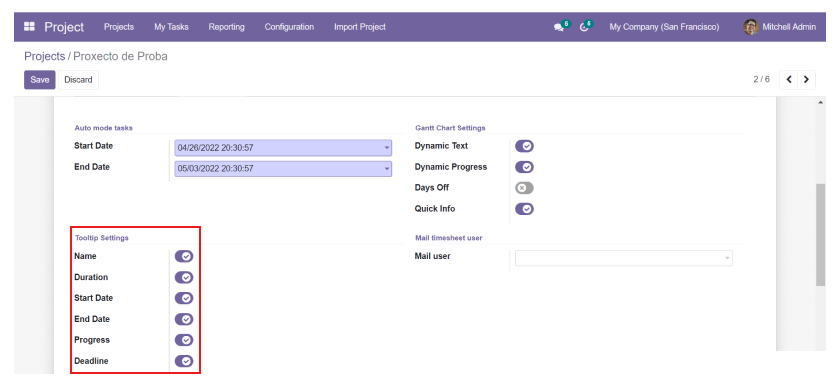 Project Projects My Tasks Reporting Configuration Import Project 6 5 My Company (San Francisco) Mitchell Admin
Projects / Proxecto de Proba
Save Discard 2 / 6
Auto mode tasks
Start Date 04/26/2022 20:30:57
End Date 05/03/2022 20:30:57
Gantt Chart Settings
Dynamic Text
Dynamic Progress
Days Off
Quick Info
Tooltip Settings
Name
Duration
Start Date
End Date
Progress
Deadline
Mail timesheet user
Mail user